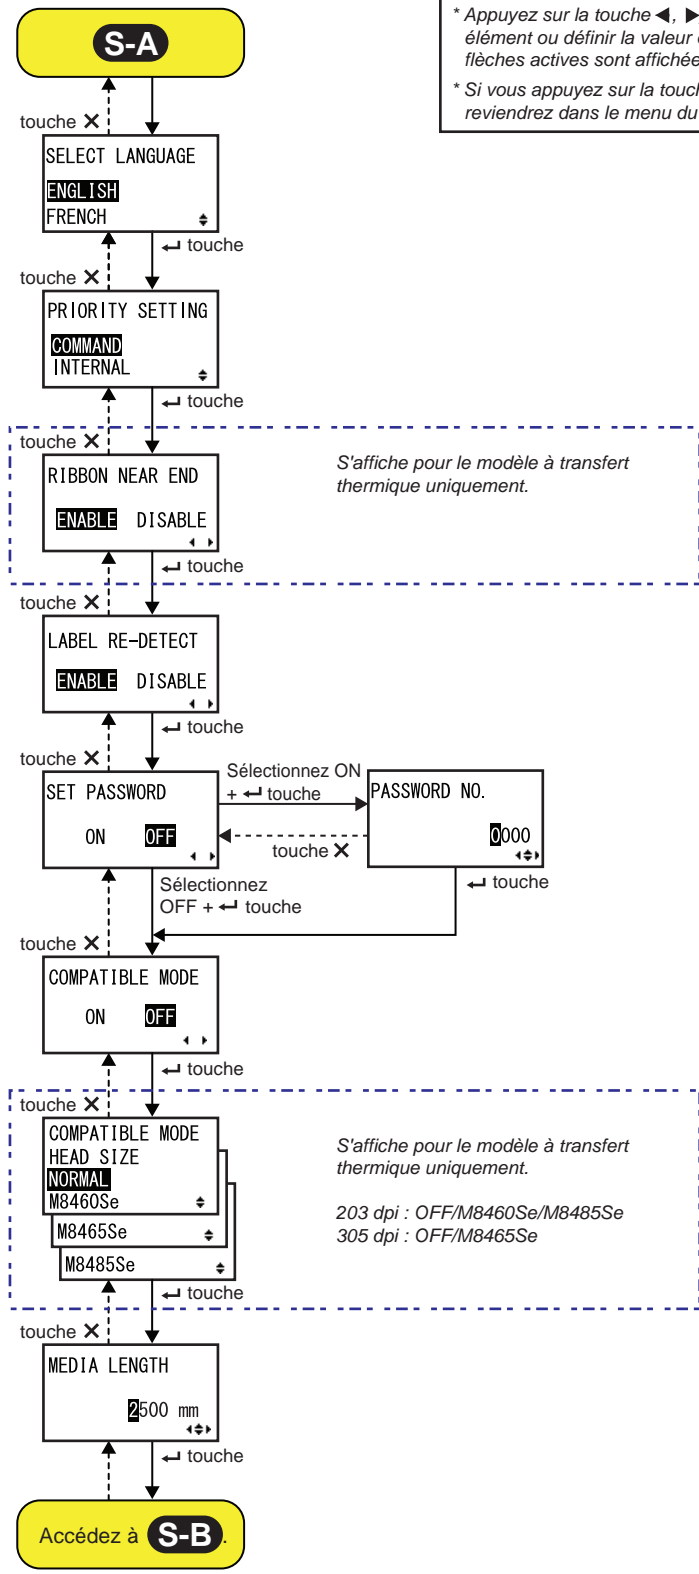 * Appuyez sur la touche ◀, ▶
élément ou définir la valeur
flèches actives sont affichée
* Si vous appuyez sur la touch
reviendrez dans le menu du
S-A
touche ✕
SELECT LANGUAGE
ENGLISH
FRENCH
↵ touche
touche ✕
PRIORITY SETTING
COMMAND
INTERNAL
↵ touche
touche ✕
RIBBON NEAR END
ENABLE DISABLE
S'affiche pour le modèle à transfert
thermique uniquement.
↵ touche
touche ✕
LABEL RE-DETECT
ENABLE DISABLE
↵ touche
touche ✕
SET PASSWORD
ON OFF
Sélectionnez ON
+ ↵ touche
touche ✕
PASSWORD NO.
0000
↵ touche
Sélectionnez
OFF + ↵ touche
touche ✕
COMPATIBLE MODE
ON OFF
↵ touche
touche ✕
COMPATIBLE MODE
HEAD SIZE
NORMAL
M8460Se
M8465Se
M8485Se
S'affiche pour le modèle à transfert
thermique uniquement.
203 dpi : OFF/M8460Se/M8485Se
305 dpi : OFF/M8465Se
↵ touche
touche ✕
MEDIA LENGTH
2500 mm
↵ touche
Accédez à S-B.